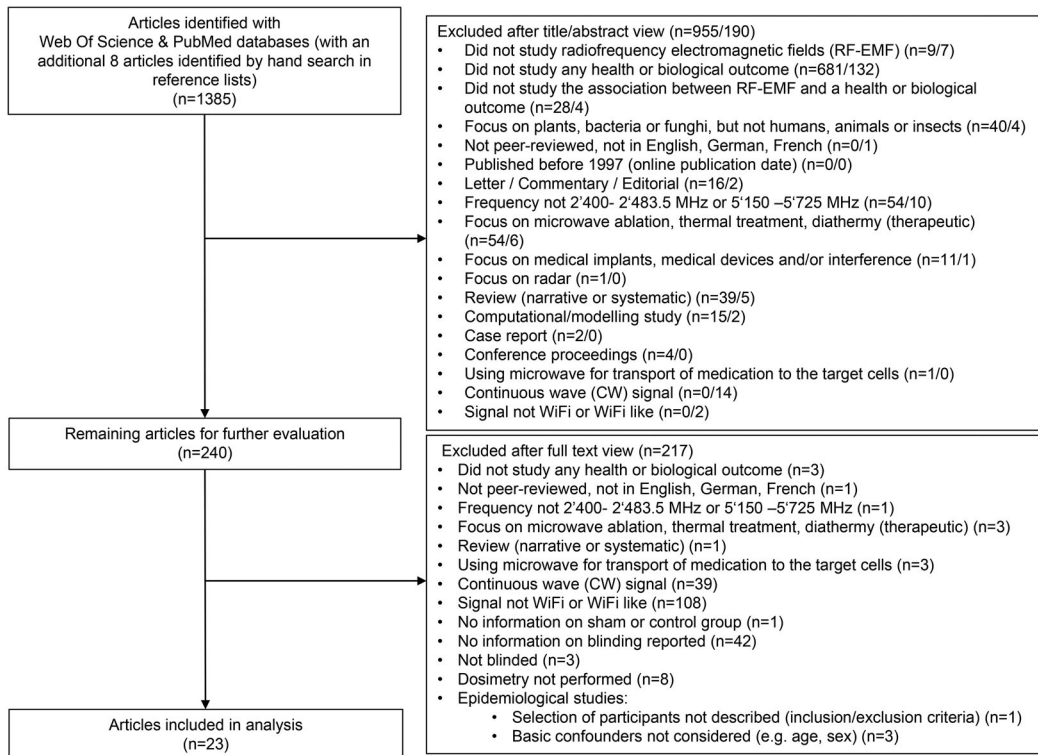 Articles identified with
Web Of Science & PubMed databases (with an
additional 8 articles identified by hand search in
reference lists)
(n=1385)
Excluded after title/abstract view (n=955/190)
• Did not study radiofrequency electromagnetic fields (RF-EMF) (n=9/7)
• Did not study any health or biological outcome (n=681/132)
• Did not study the association between RF-EMF and a health or biological
outcome (n=28/4)
• Focus on plants, bacteria or funghi, but not humans, animals or insects (n=40/4)
• Not peer-reviewed, not in English, German, French (n=0/1)
• Published before 1997 (online publication date) (n=0/0)
• Letter / Commentary / Editorial (n=16/2)
• Frequency not 2‘400- 2‘483.5 MHz or 5‘150 –5‘725 MHz (n=54/10)
• Focus on microwave ablation, thermal treatment, diathermy (therapeutic)
(n=54/6)
• Focus on medical implants, medical devices and/or interference (n=11/1)
• Focus on radar (n=1/0)
• Review (narrative or systematic) (n=39/5)
• Computational/modelling study (n=15/2)
• Case report (n=2/0)
• Conference proceedings (n=4/0)
• Using microwave for transport of medication to the target cells (n=1/0)
• Continuous wave (CW) signal (n=0/14)
• Signal not WiFi or WiFi like (n=0/2)
Remaining articles for further evaluation
(n=240)
Excluded after full text view (n=217)
• Did not study any health or biological outcome (n=3)
• Not peer-reviewed, not in English, German, French (n=1)
• Frequency not 2’400- 2‘483.5 MHz or 5‘150 –5‘725 MHz (n=1)
• Focus on microwave ablation, thermal treatment, diathermy (therapeutic) (n=3)
• Review (narrative or systematic) (n=1)
• Using microwave for transport of medication to the target cells (n=3)
• Continuous wave (CW) signal (n=39)
• Signal not WiFi or WiFi like (n=108)
• No information on sham or control group (n=1)
• No information on blinding reported (n=42)
• Not blinded (n=3)
• Dosimetry not performed (n=8)
• Epidemiological studies:
• Selection of participants not described (inclusion/exclusion criteria) (n=1)
• Basic confounders not considered (e.g. age, sex) (n=3)
Articles included in analysis
(n=23)